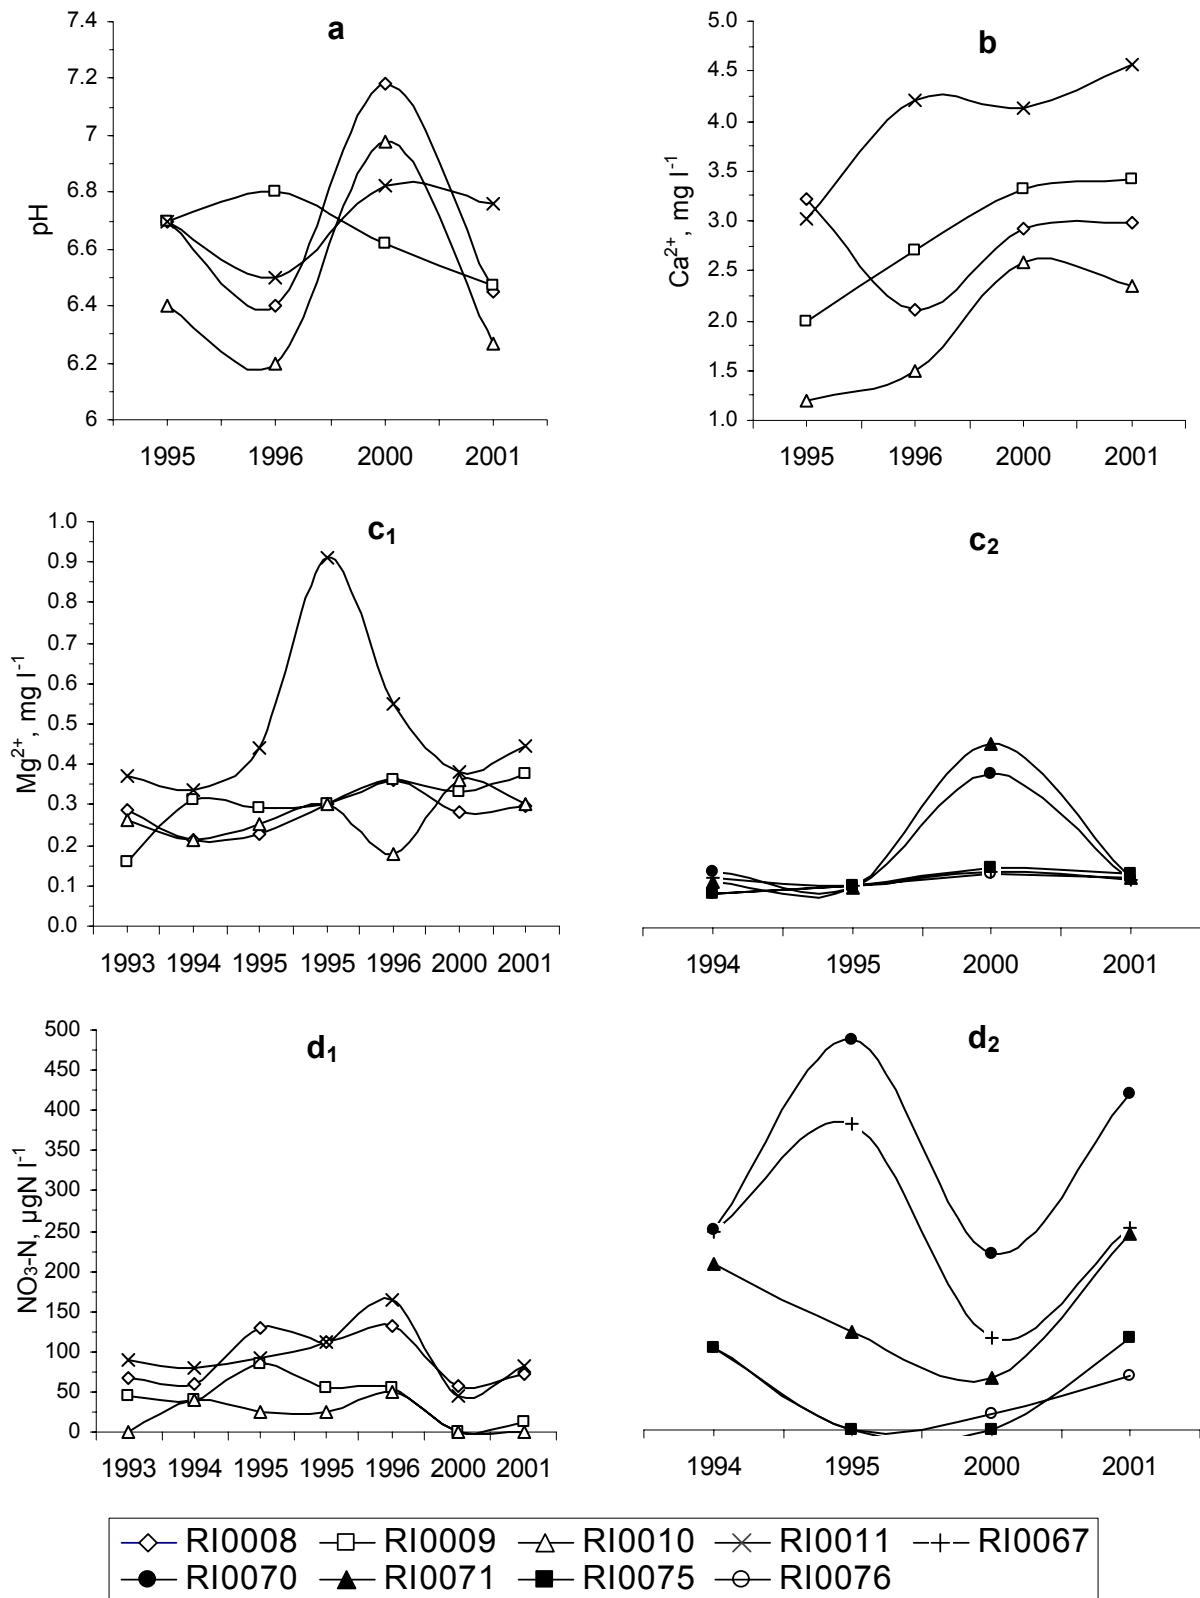 a
7.4
7.2
7
6.8
6.6
6.4
6.2
6
pH
1995 1996 2000 2001
b
5.0
4.5
4.0
3.5
3.0
2.5
2.0
1.5
1.0
Ca²⁺, mg l⁻¹
1995 1996 2000 2001
c₁
1.0
0.9
0.8
0.7
0.6
0.5
0.4
0.3
0.2
0.1
0.0
Mg²⁺, mg l⁻¹
1993 1994 1995 1995 1996 2000 2001
c₂
1994 1995 2000 2001
d₁
500
450
400
350
300
250
200
150
100
50
0
NO₃-N, µgN l⁻¹
1993 1994 1995 1995 1996 2000 2001
d₂
1994 1995 2000 2001
RI0008 RI0009 RI0010 RI0011 RI0067
RI0070 RI0071 RI0075 RI0076